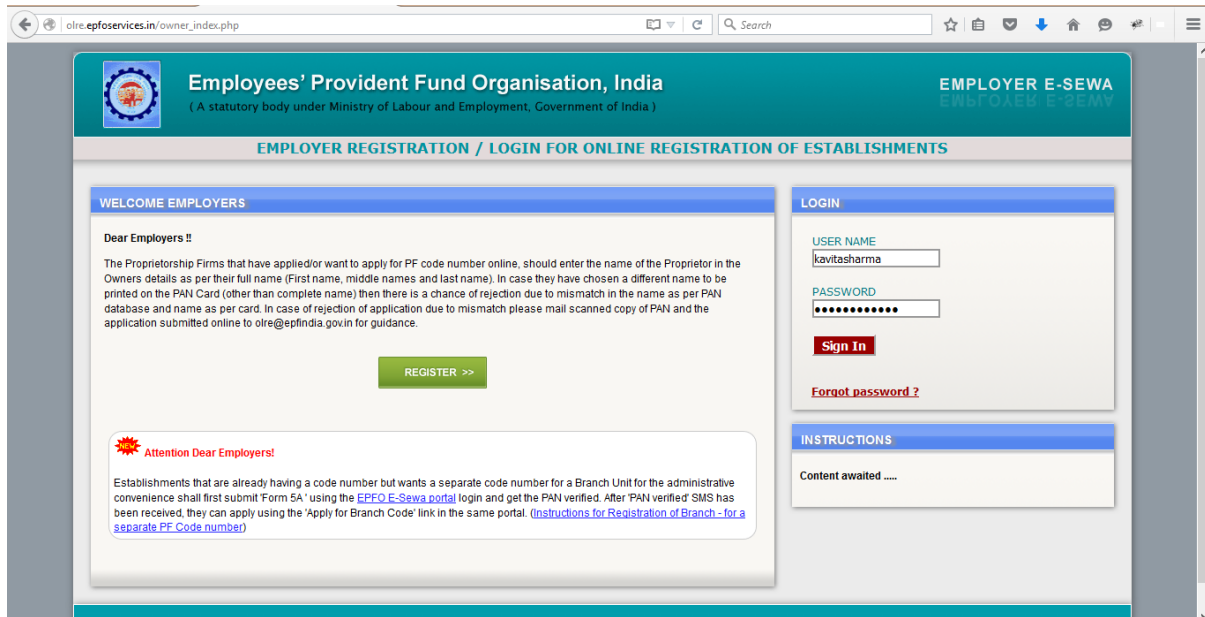 olre.epfoservices.in/owner_index.php
Search
Employees' Provident Fund Organisation, India
( A statutory body under Ministry of Labour and Employment, Government of India )
EMPLOYER E-SEWA
EMPLOYER REGISTRATION / LOGIN FOR ONLINE REGISTRATION OF ESTABLISHMENTS
WELCOME EMPLOYERS
Dear Employers !!
The Proprietorship Firms that have applied/or want to apply for PF code number online, should enter the name of the Proprietor in the
Owners details as per their full name (First name, middle names and last name). In case they have chosen a different name to be
printed on the PAN Card (other than complete name) then there is a chance of rejection due to mismatch in the name as per PAN
database and name as per card. In case of rejection of application due to mismatch please mail scanned copy of PAN and the
application submitted online to olre@epfindia.gov.in for guidance.
REGISTER >>
NEW
Attention Dear Employers!
Establishments that are already having a code number but wants a separate code number for a Branch Unit for the administrative
convenience shall first submit 'Form 5A ' using the EPFO E-Sewa portal login and get the PAN verified. After 'PAN verified' SMS has
been received, they can apply using the 'Apply for Branch Code' link in the same portal. (Instructions for Registration of Branch - for a
separate PF Code number)
LOGIN
USER NAME
kavitasharma
PASSWORD
••••••••••••
Sign In
Forgot password ?
INSTRUCTIONS
Content awaited .....